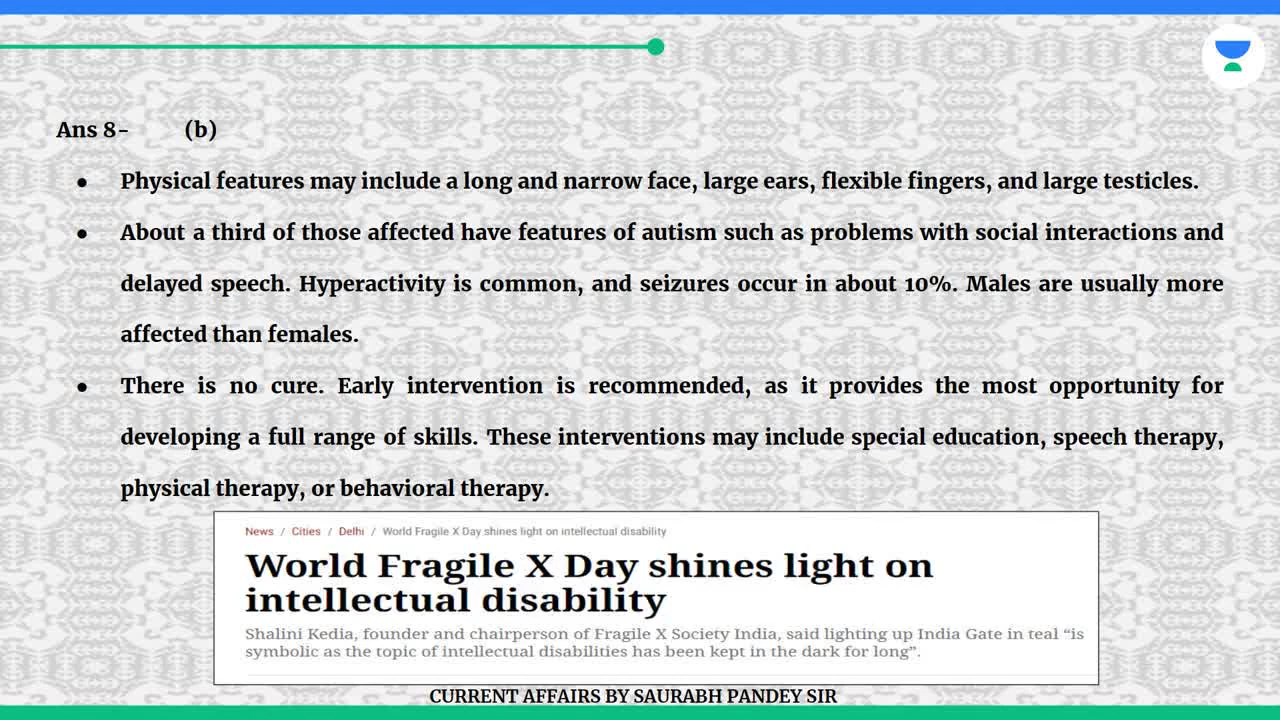 Ans 8- (b)
● Physical features may include a long and narrow face, large ears, flexible fingers, and large testicles.
● About a third of those affected have features of autism such as problems with social interactions and
delayed speech. Hyperactivity is common, and seizures occur in about 10%. Males are usually more
affected than females.
● There is no cure. Early intervention is recommended, as it provides the most opportunity for
developing a full range of skills. These interventions may include special education, speech therapy,
physical therapy, or behavioral therapy.
News / Cities / Delhi / World Fragile X Day shines light on intellectual disability
World Fragile X Day shines light on
intellectual disability
Shalini Kedia, founder and chairperson of Fragile X Society India, said lighting up India Gate in teal “is
symbolic as the topic of intellectual disabilities has been kept in the dark for long”.
CURRENT AFFAIRS BY SAURABH PANDEY SIR